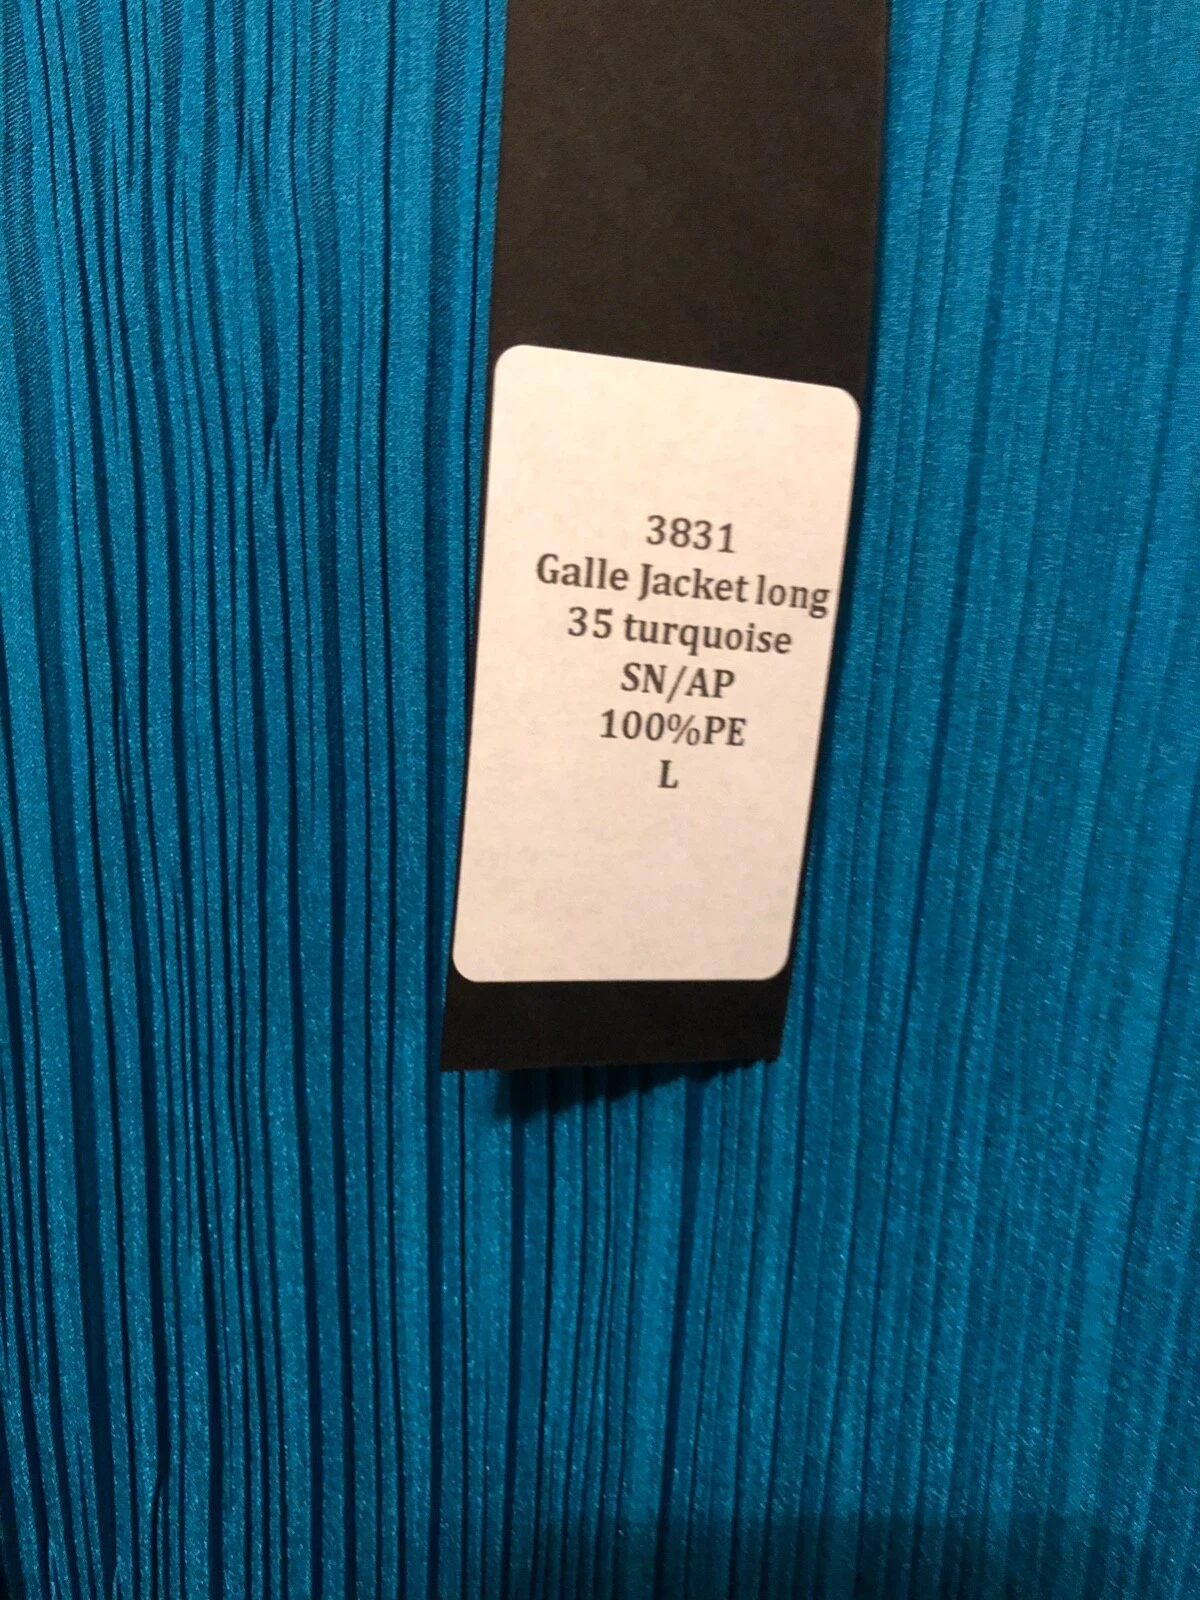 3831
Galle Jacket long
35 turquoise
SN/AP
100%PE
L